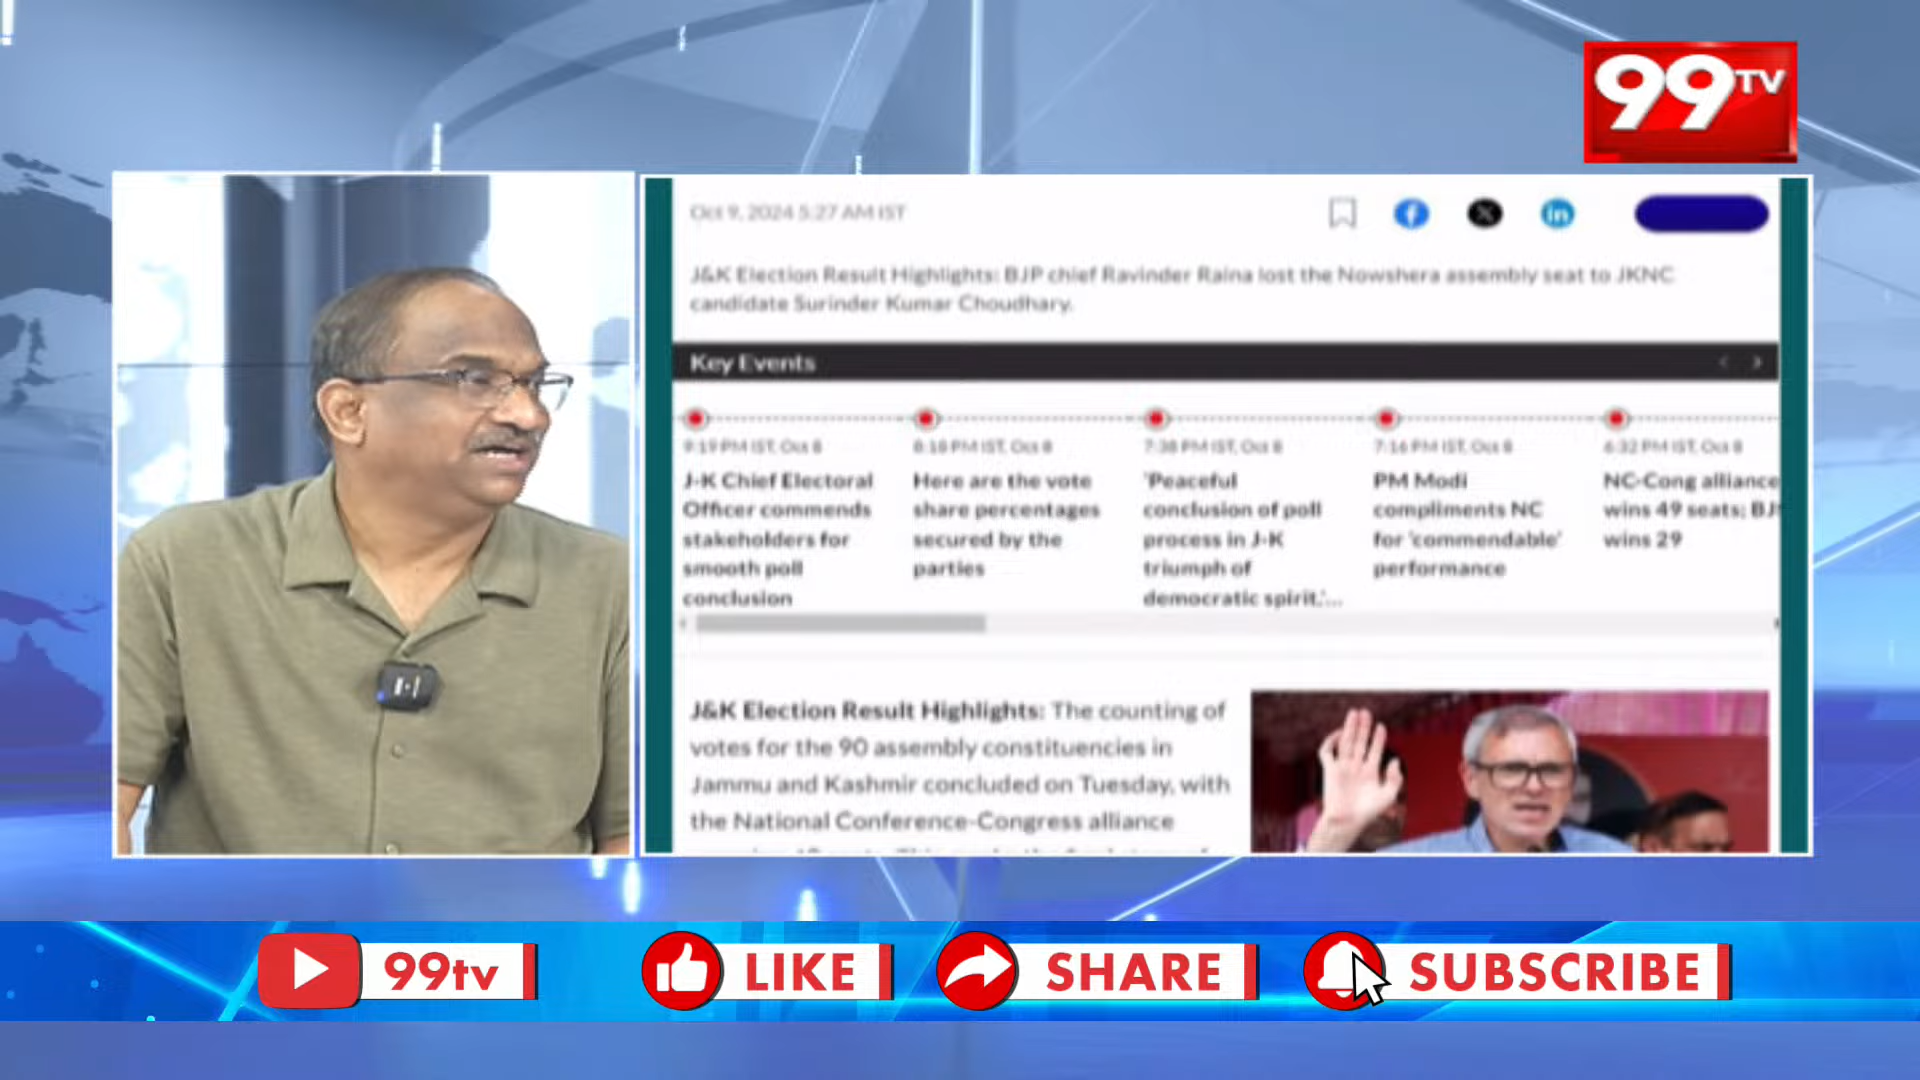 99TV
Oct 9, 2024 5:27 AM IST
J&K Election Result Highlights: BJP chief Ravinder Raina lost the Nowshera assembly seat to JKNC
candidate Surinder Kumar Choudhary.
Key Events
9:19 PM IST, Oct 8
8:18 PM IST, Oct 8
7:38 PM IST, Oct 8
7:16 PM IST, Oct 8
6:32 PM IST, Oct 8
J-K Chief Electoral
Officer commends
stakeholders for
smooth poll
conclusion
Here are the vote
share percentages
secured by the
parties
'Peaceful
conclusion of poll
process in J-K
triumph of
democratic spirit,'...
PM Modi
compliments NC
for 'commendable'
performance
NC-Cong alliance
wins 49 seats; BJ
wins 29
J&K Election Result Highlights: The counting of
votes for the 90 assembly constituencies in
Jammu and Kashmir concluded on Tuesday, with
the National Conference-Congress alliance
99tv
LIKE
SHARE
SUBSCRIBE